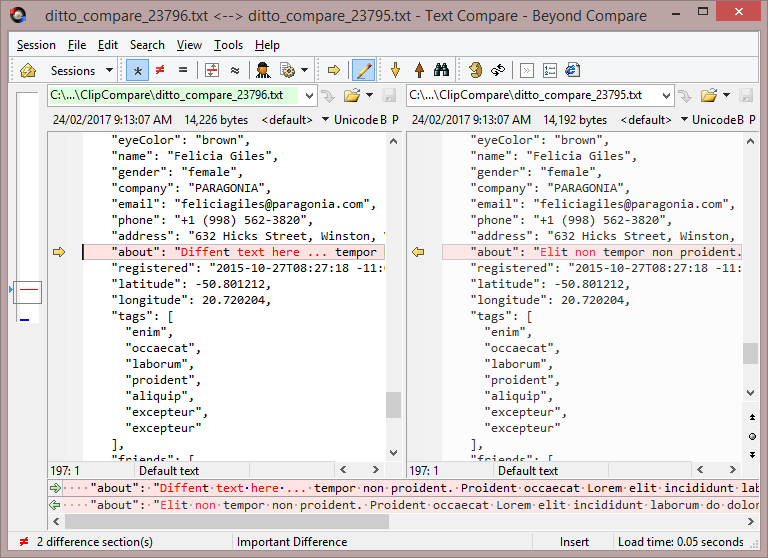 ditto_compare_23796.txt <--> ditto_compare_23795.txt - Text Compare - Beyond Compare
Session File Edit Search View Tools Help
Sessions
C:\...\ClipCompare\ditto_compare_23796.txt C:\...\ClipCompare\ditto_compare_23795.txt
24/02/2017 9:13:07 AM 14,226 bytes <default> Unicode B P 24/02/2017 9:13:07 AM 14,192 bytes <default> Unicode B P
"eyeColor": "brown",
"name": "Felicia Giles",
"gender": "female",
"company": "PARAGONIA",
"email": "feliciagiles@paragonia.com",
"phone": "+1 (998) 562-3820",
"address": "632 Hicks Street, Winston,
"about": "Diffent text here ... tempor
"registered": "2015-10-27T08:27:18 -11:
"latitude": -50.801212,
"longitude": 20.720204,
"tags": [
"enim",
"occaecat",
"laborum",
"proident",
"aliquip",
"excepteur",
"excepteur"
],
"friends": [
197: 1 Default text
"eyeColor": "brown",
"name": "Felicia Giles",
"gender": "female",
"company": "PARAGONIA",
"email": "feliciagiles@paragonia.com",
"phone": "+1 (998) 562-3820",
"address": "632 Hicks Street, Winston,
"about": "Elit non tempor non proident.
"registered": "2015-10-27T08:27:18 -11:
"latitude": -50.801212,
"longitude": 20.720204,
"tags": [
"enim",
"occaecat",
"laborum",
"proident",
"aliquip",
"excepteur",
"excepteur"
],
"friends": [
197: 1 Default text
"about": "Diffent text here ... tempor non proident. Proident occaecat Lorem elit incididunt lab
"about": "Elit non tempor non proident. Proident occaecat Lorem elit incididunt laborum do dolor
2 difference section(s) Important Difference Insert Load time: 0.05 seconds